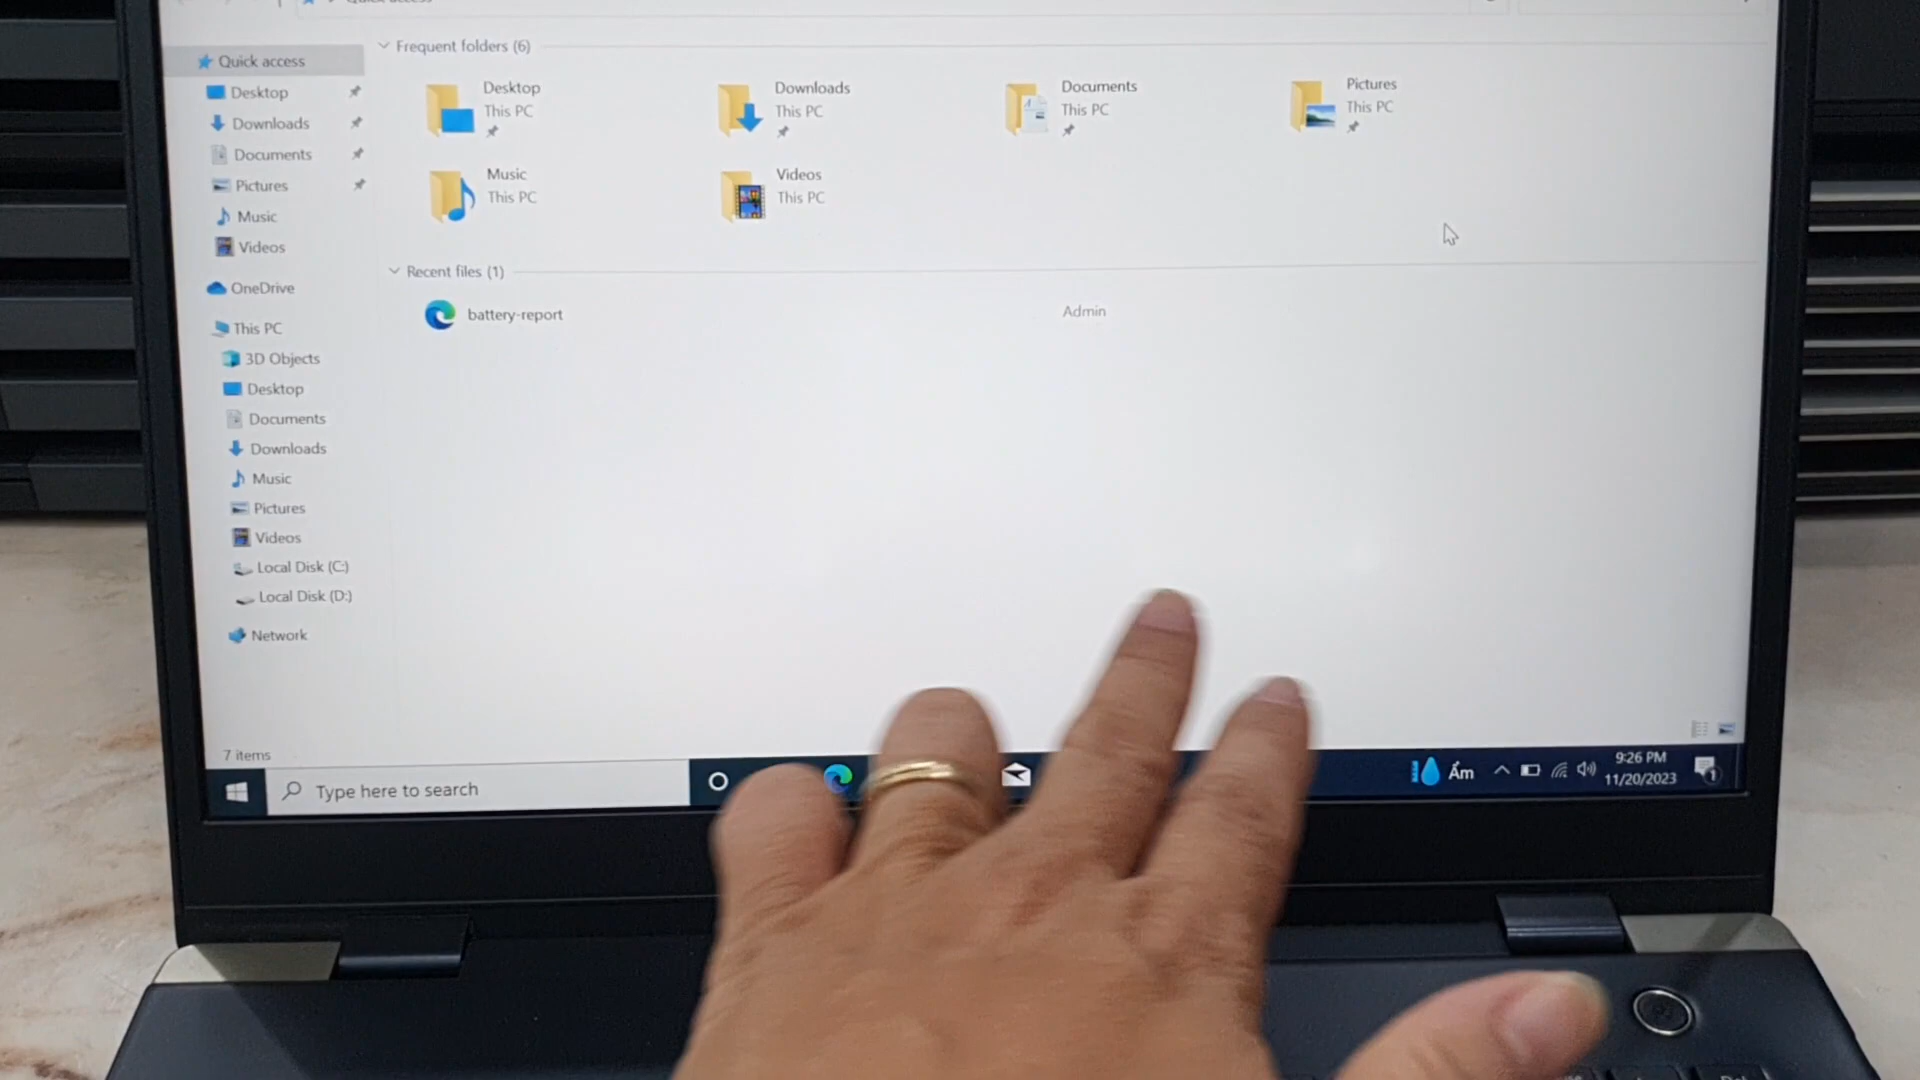 Quick access
Frequent folders (6)
Quick access
Desktop
Downloads
Documents
Pictures
Music
Videos
OneDrive
This PC
3D Objects
Desktop
Documents
Downloads
Music
Pictures
Videos
Local Disk (C:)
Local Disk (D:)
Network
Desktop
This PC
Downloads
This PC
Documents
This PC
Pictures
This PC
Music
This PC
Videos
This PC
Recent files (1)
battery-report
Admin
7 items
Type here to search
Ấm
9:26 PM
11/20/2023
1